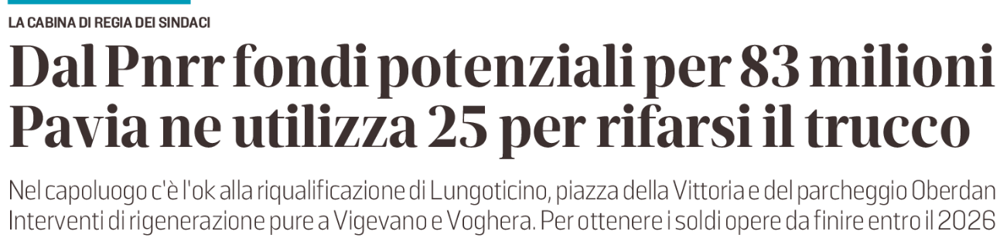 LA CABINA DI REGIA DEI SINDACI
Dal Pnrr fondi potenziali per 83 milioni
Pavia ne utilizza 25 per rifarsi il trucco
Nel capoluogo c'è l'ok alla riqualificazione di Lungoticino, piazza della Vittoria e del parcheggio Oberdan
Interventi di rigenerazione pure a Vigevano e Voghera. Per ottenere i soldi opere da finire entro il 2026